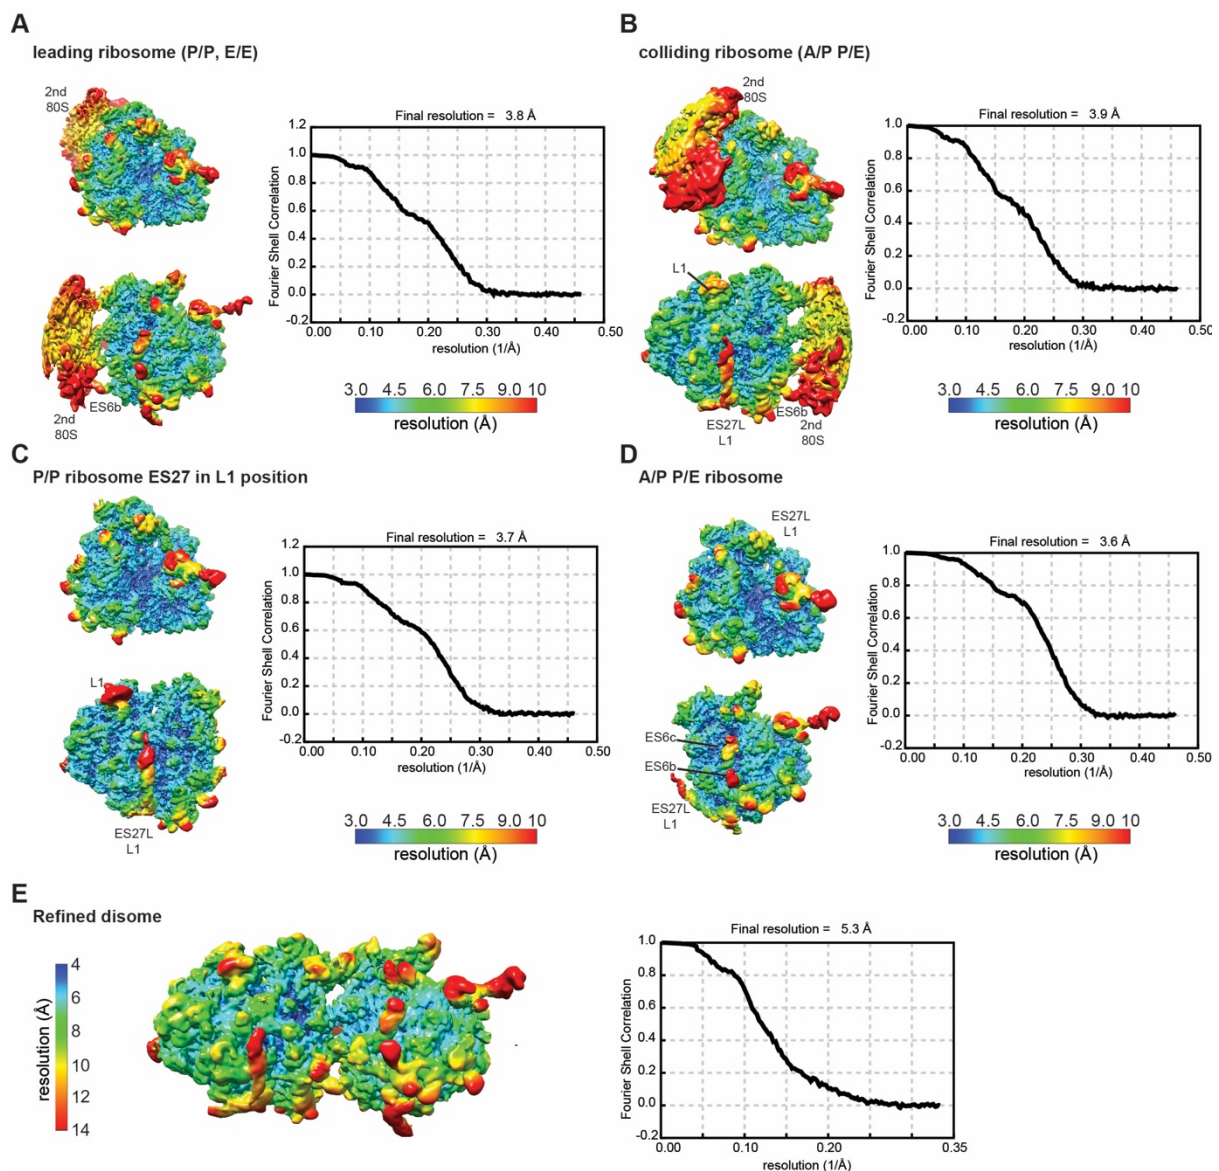 A
leading ribosome (P/P, E/E)
2nd
80S
2nd
80S
ES6b
Final resolution = 3.8 Å
Fourier Shell Correlation
1.2
1.0
0.8
0.6
0.4
0.2
0.0
-0.2
0.00 0.10 0.20 0.30 0.40 0.50
resolution (1/Å)
3.0 4.5 6.0 7.5 9.0 10
resolution (Å)
B
colliding ribosome (A/P P/E)
2nd
80S
L1
ES6b
ES27L
L1
2nd
80S
Final resolution = 3.9 Å
Fourier Shell Correlation
1.0
0.8
0.6
0.4
0.2
0.0
-0.2
0.00 0.10 0.20 0.30 0.40 0.50
resolution (1/Å)
3.0 4.5 6.0 7.5 9.0 10
resolution (Å)
C
P/P ribosome ES27 in L1 position
L1
ES27L
L1
Final resolution = 3.7 Å
Fourier Shell Correlation
1.2
1.0
0.8
0.6
0.4
0.2
0.0
-0.2
0.00 0.10 0.20 0.30 0.40 0.50
resolution (1/Å)
3.0 4.5 6.0 7.5 9.0 10
resolution (Å)
D
A/P P/E ribosome
ES27L
L1
ES6c
ES6b
ES27L
L1
Final resolution = 3.6 Å
Fourier Shell Correlation
1.0
0.8
0.6
0.4
0.2
0.0
-0.2
0.00 0.10 0.20 0.30 0.40 0.50
resolution (1/Å)
3.0 4.5 6.0 7.5 9.0 10
resolution (Å)
E
Refined disome
resolution (Å)
4
6
8
10
12
14
Final resolution = 5.3 Å
Fourier Shell Correlation
1.0
0.8
0.6
0.4
0.2
0.0
-0.2
0.00 0.10 0.20 0.35
resolution (1/Å)